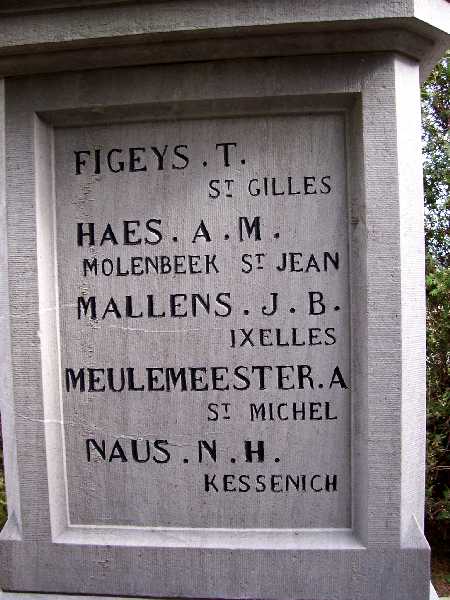 FIGEYS . T.
ST GILLES
HAES . A . M .
MOLENBEEK ST JEAN
MALLENS . J . B.
IXELLES
MEULEMEESTER . A
ST MICHEL
NAUS . N . H .
KESSENICH